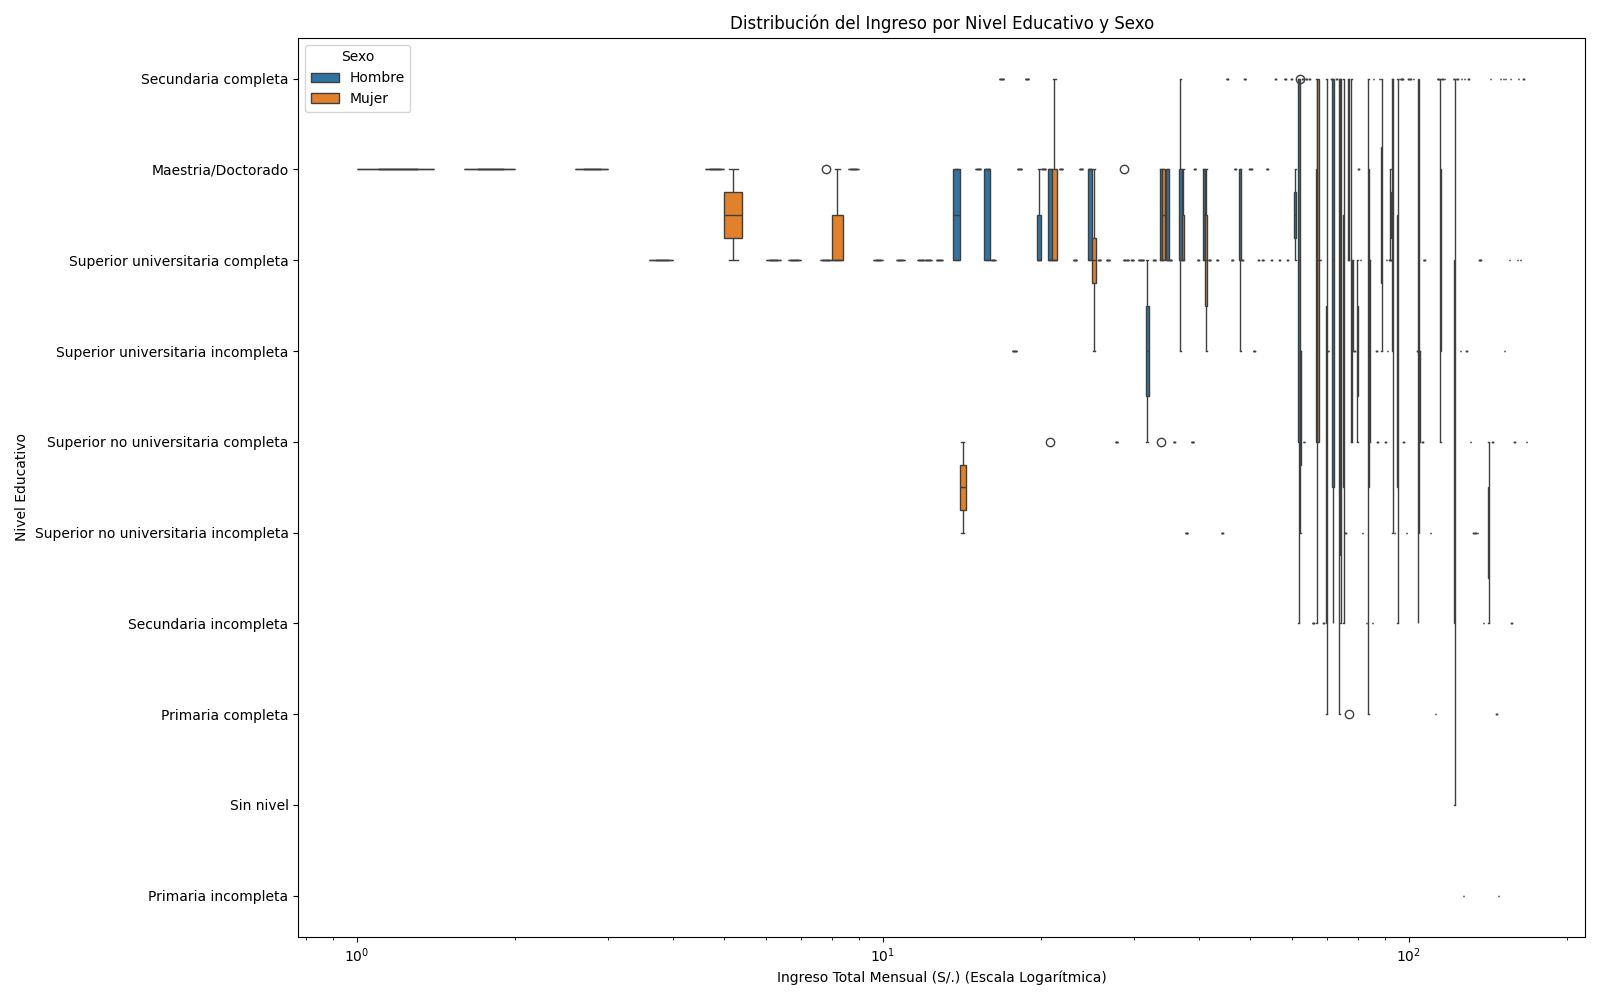 Distribución del Ingreso por Nivel Educativo y Sexo
Sexo
Hombre
Mujer
Nivel Educativo
Secundaria completa
Maestria/Doctorado
Superior universitaria completa
Superior universitaria incompleta
Superior no universitaria completa
Superior no universitaria incompleta
Secundaria incompleta
Primaria completa
Sin nivel
Primaria incompleta
10⁰
10¹
10²
Ingreso Total Mensual (S/.) (Escala Logarítmica)